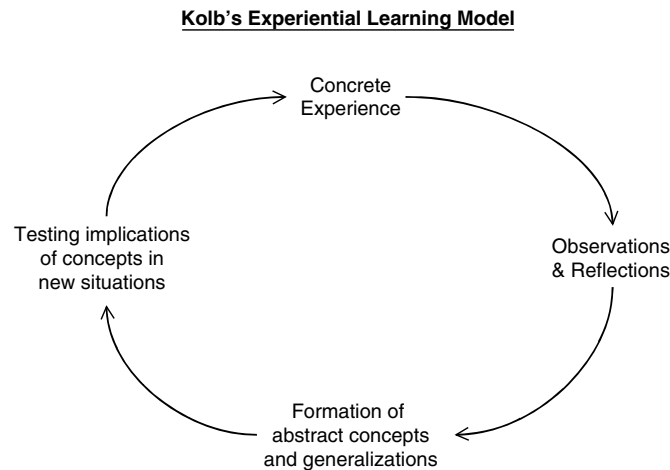 Kolb’s Experiential Learning Model
Concrete
Experience
Observations
& Reflections
Formation of
abstract concepts
and generalizations
Testing implications
of concepts in
new situations